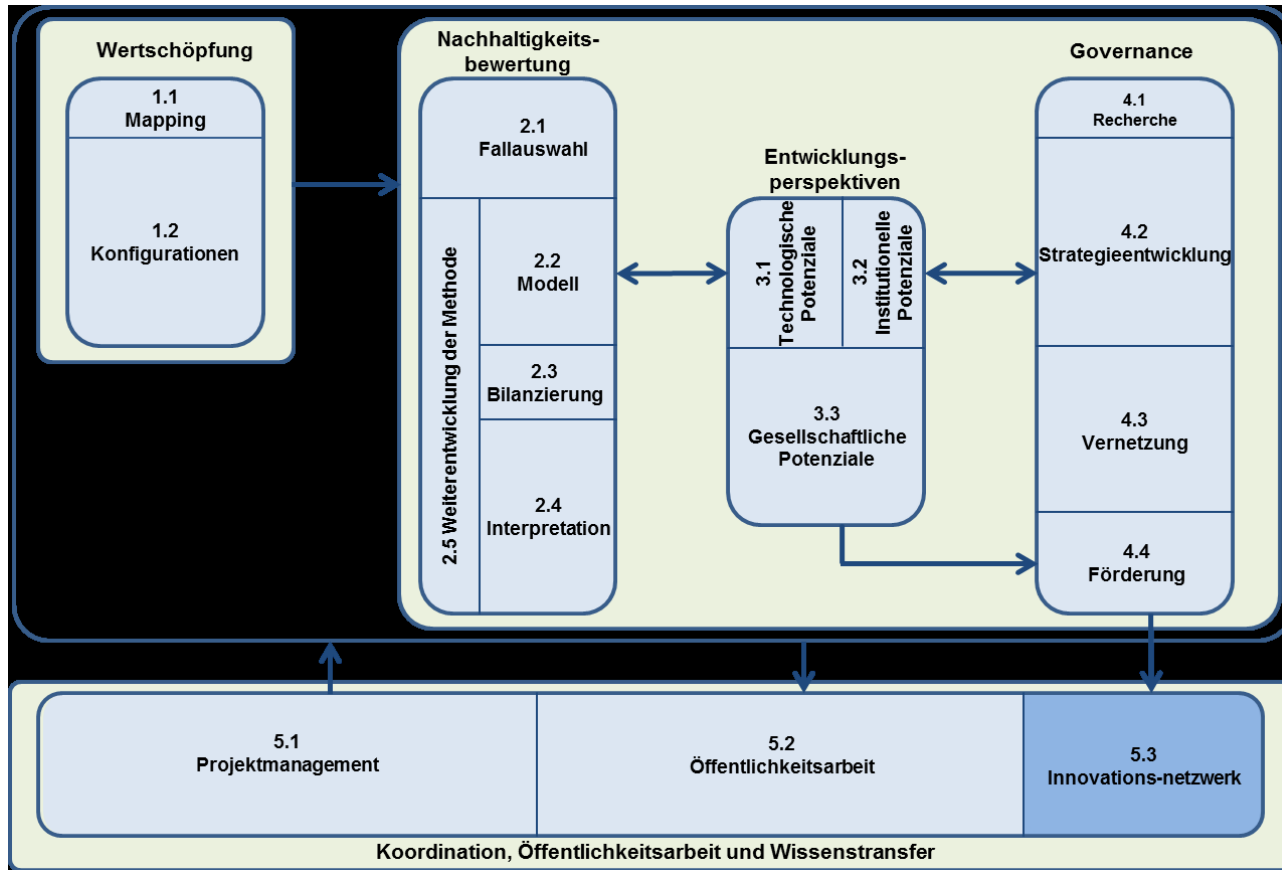 Wertschöpfung
1.1
Mapping
1.2
Konfigurationen
Nachhaltigkeits-
bewertung
2.1
Fallauswahl
2.5 Weiterentwicklung der Methode
2.2
Modell
2.3
Bilanzierung
2.4
Interpretation
Entwicklungs-
perspektiven
3.1
Technologische
Potenziale
3.2
Institutionelle
Potenziale
3.3
Gesellschaftliche
Potenziale
Governance
4.1
Recherche
4.2
Strategieentwicklung
4.3
Vernetzung
4.4
Förderung
5.1
Projektmanagement
5.2
Öffentlichkeitsarbeit
5.3
Innovations-netzwerk
Koordination, Öffentlichkeitsarbeit und Wissenstransfer